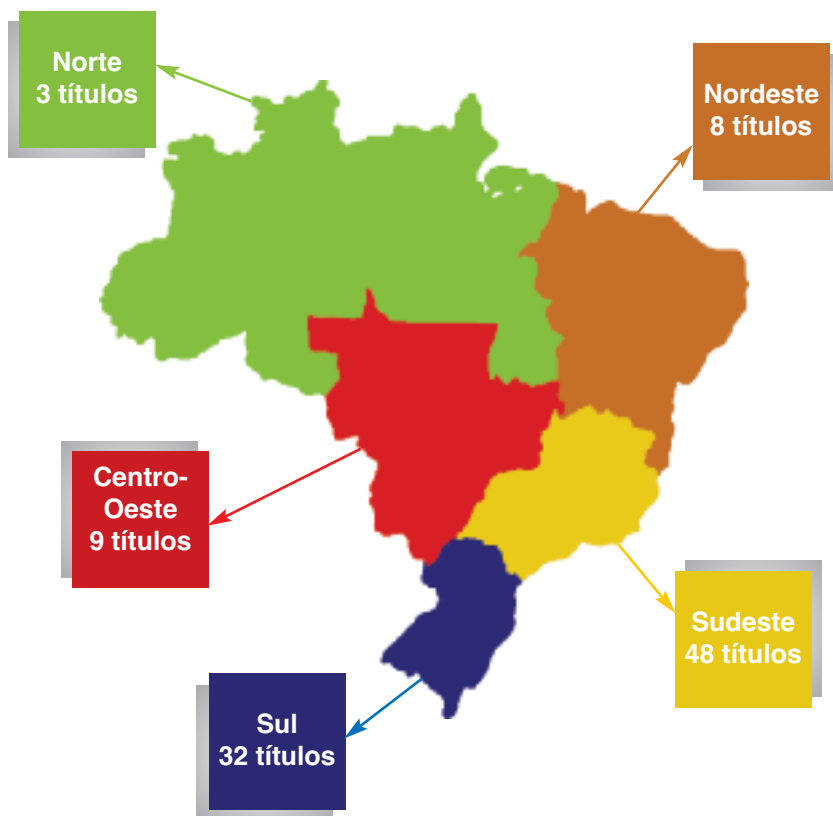 Norte
3 títulos
Nordeste
8 títulos
Centro-
Oeste
9 títulos
Sudeste
48 títulos
Sul
32 títulos